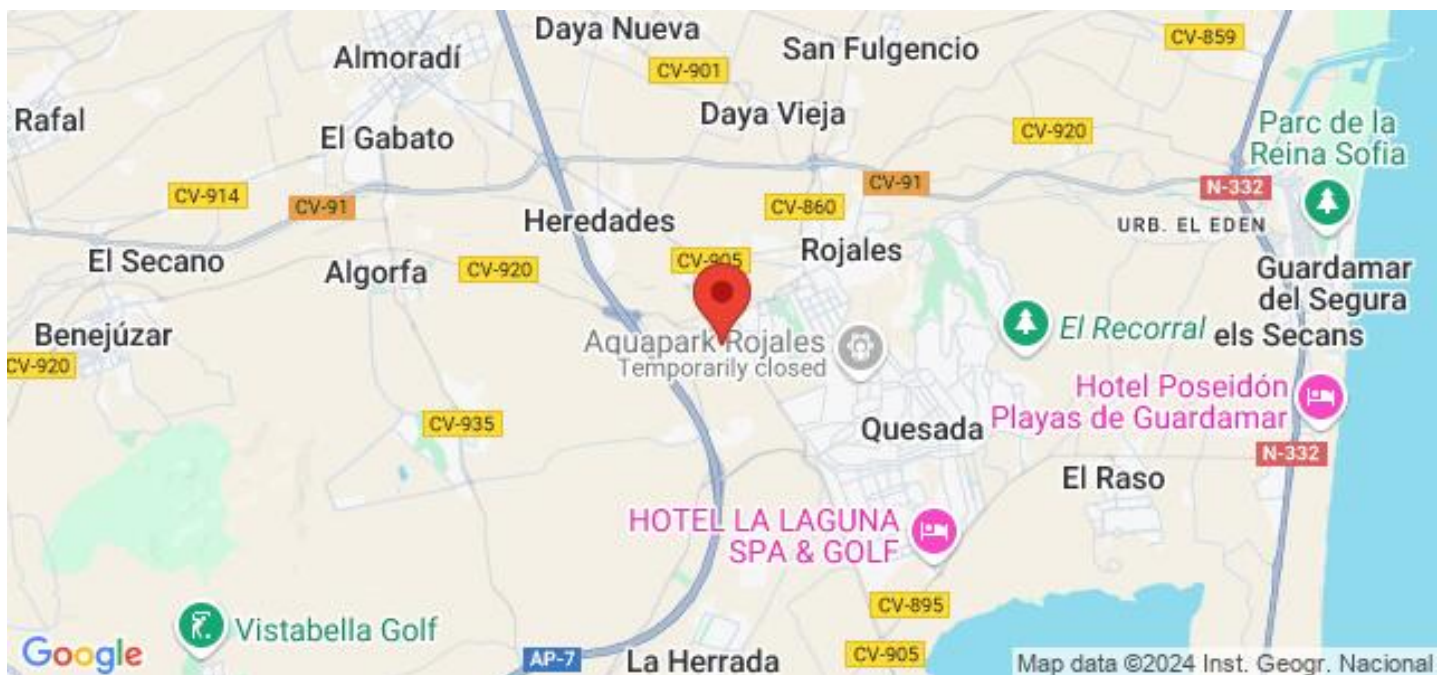 Daya Nueva
San Fulgencio
CV-859
Almoradí
CV-901
Rafal
Daya Vieja
El Gabato
CV-920
Parc de la
Reina Sofia
CV-914
CV-91
CV-91
N-332
CV-860
Heredades
URB. EL EDEN
Rojales
El Secano
Algorfa
CV-920
CV-905
Guardamar
del Segura
Benejúzar
El Recorral
els Secans
Aquapark Rojales
Temporarily closed
CV-920
Hotel Poseidón
Playas de Guardamar
CV-935
Quesada
N-332
El Raso
HOTEL LA LAGUNA
SPA & GOLF
CV-895
Vistabella Golf
Google
AP-7
La Herrada
CV-905
Map data ©2024 Inst. Geogr. Nacional